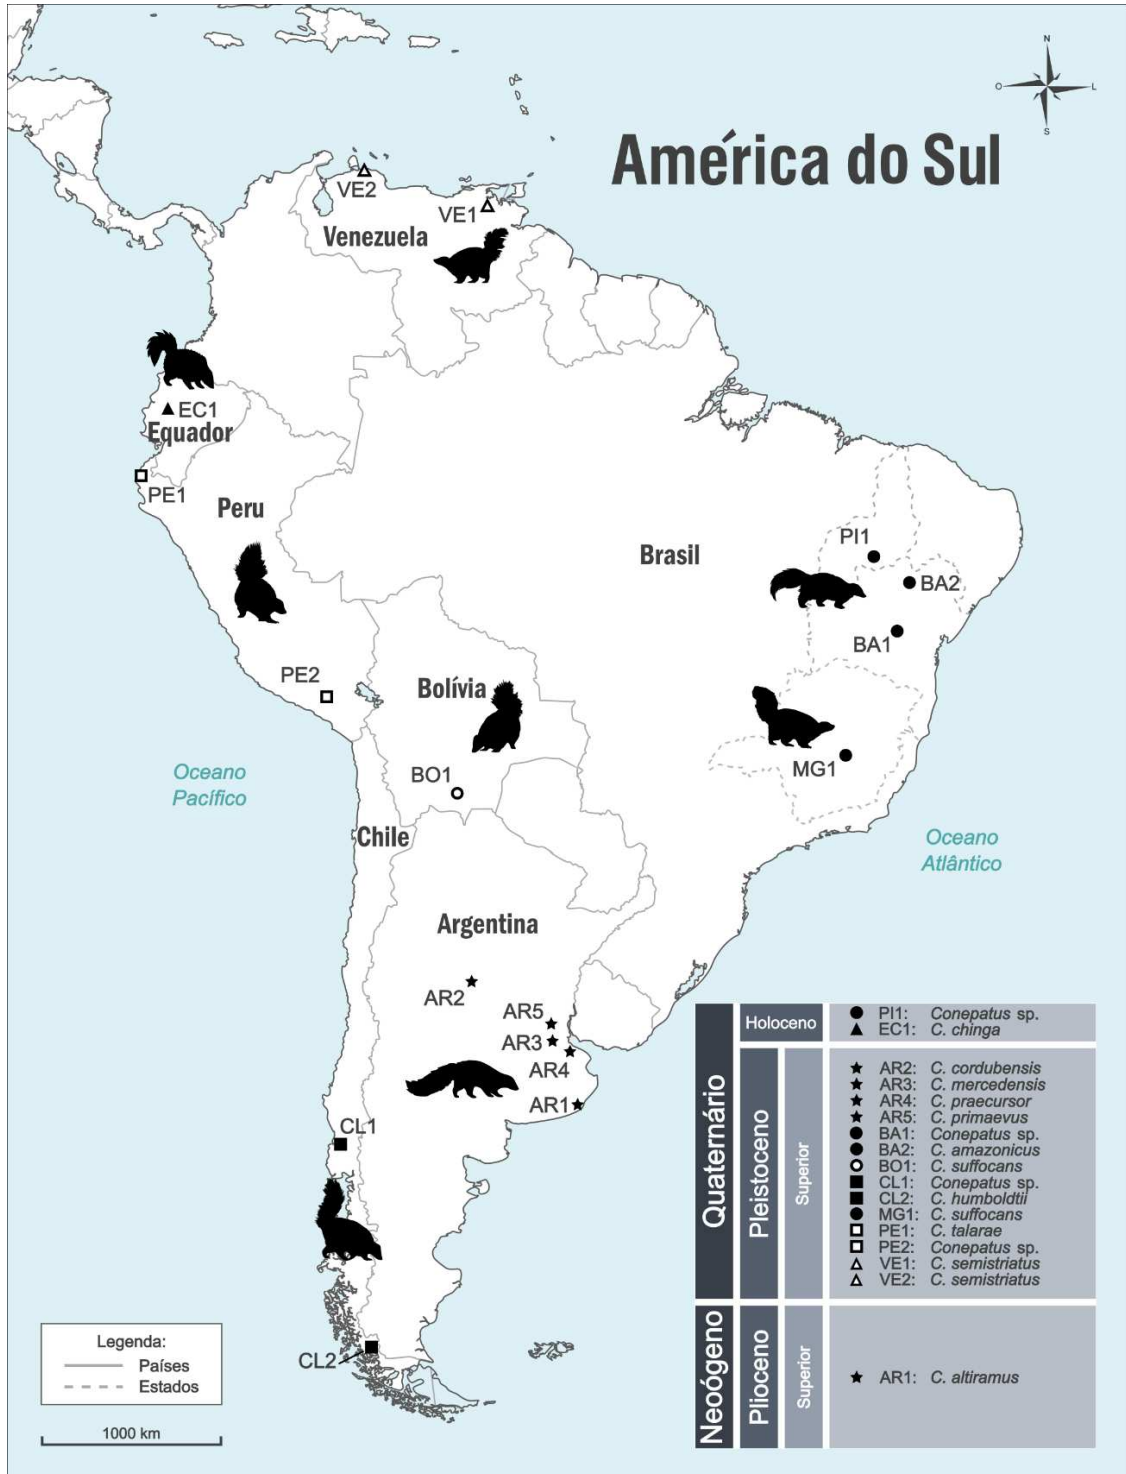 N
O
L
S
América do Sul
VE2
VE1
Venezuela
EC1
Equador
PE1
Peru
PI1
Brasil
BA2
BA1
PE2
Bolívia
MG1
BO1
Oceano
Pacífico
Chile
Oceano
Atlântico
Argentina
AR2
AR5
AR3
AR4
AR1
CL1
CL2
Quaternário
Holoceno
PI1: Conepatus sp.
EC1: C. chinga
Pleistoceno
Superior
AR2: C. cordubensis
AR3: C. mercedensis
AR4: C. praecursor
AR5: C. primaevus
BA1: Conepatus sp.
BA2: C. amazonicus
BO1: C. suffocans
CL1: Conepatus sp.
CL2: C. humboldtii
MG1: C. suffocans
PE1: C. talarae
PE2: Conepatus sp.
VE1: C. semistriatus
VE2: C. semistriatus
Neoógeno
Plioceno
Superior
AR1: C. altiramus
Legenda:
Países
Estados
1000 km